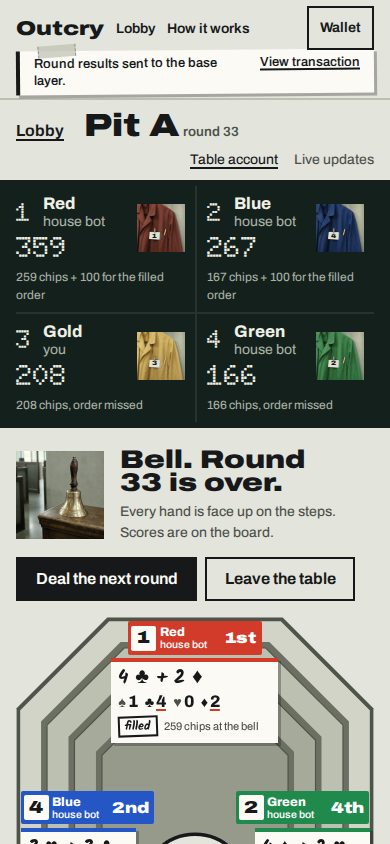 Outcry Lobby How it works Wallet
Round results sent to the base layer. View transaction
Lobby Pit A round 33
Table account Live updates
1 Red house bot
359
259 chips + 100 for the filled order
2 Blue house bot
267
167 chips + 100 for the filled order
3 Gold you
208
208 chips, order missed
4 Green house bot
166
166 chips, order missed
Bell. Round
33 is over.
Every hand is face up on the steps.
Scores are on the board.
Deal the next round Leave the table
1 Red house bot 1st
4 ♣ + 2 ♦
♠1 ♣4 ♥0 ♦2
filled 259 chips at the bell
4 Blue house bot 2nd
2 Green house bot 4th